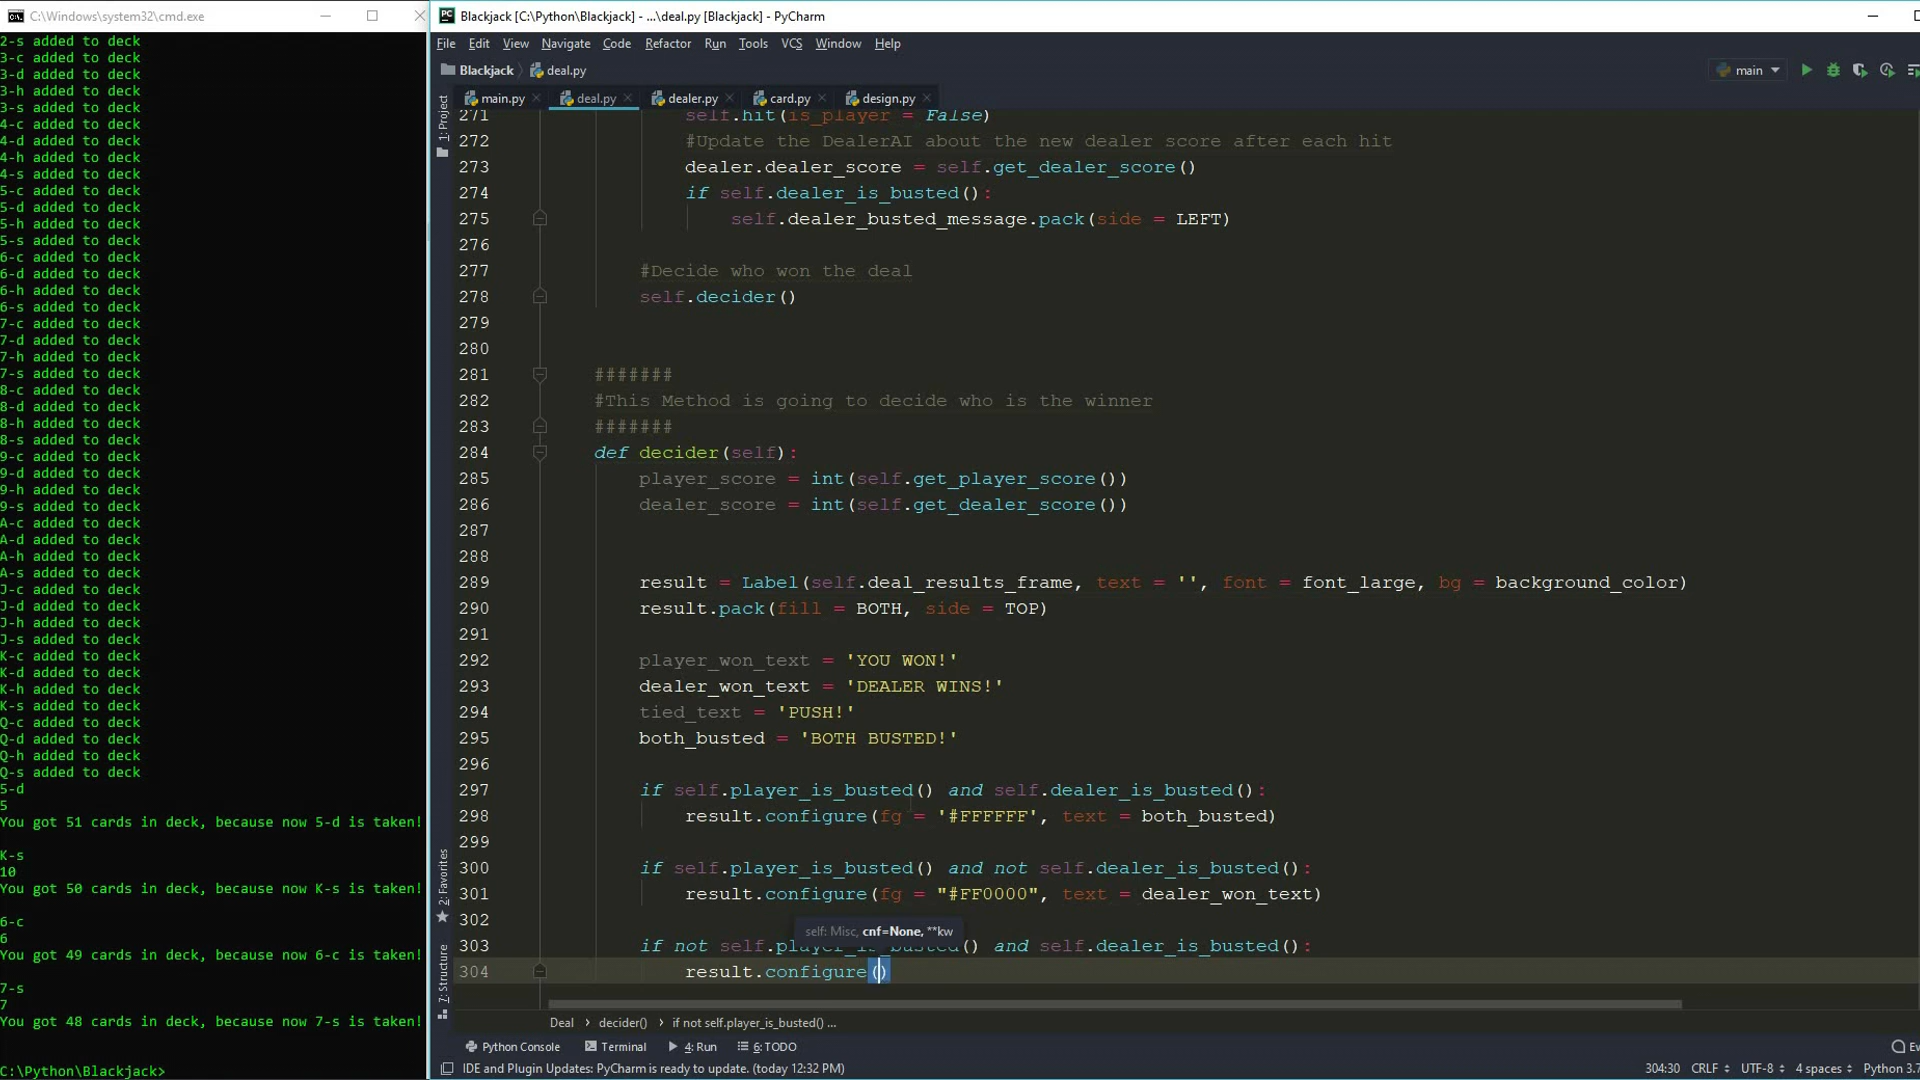 C:\Windows\system32\cmd.exe
2-s added to deck
3-c added to deck
3-d added to deck
3-h added to deck
3-s added to deck
4-c added to deck
4-d added to deck
4-h added to deck
4-s added to deck
5-c added to deck
5-d added to deck
5-h added to deck
5-s added to deck
6-c added to deck
6-d added to deck
6-h added to deck
6-s added to deck
7-c added to deck
7-d added to deck
7-h added to deck
7-s added to deck
8-c added to deck
8-d added to deck
8-h added to deck
8-s added to deck
9-c added to deck
9-d added to deck
9-h added to deck
9-s added to deck
A-c added to deck
A-d added to deck
A-h added to deck
A-s added to deck
J-c added to deck
J-d added to deck
J-h added to deck
J-s added to deck
K-c added to deck
K-d added to deck
K-h added to deck
K-s added to deck
Q-c added to deck
Q-d added to deck
Q-h added to deck
Q-s added to deck
5-d
5
You got 51 cards in deck, because now 5-d is taken!
K-s
10
You got 50 cards in deck, because now K-s is taken!
6-c
6
You got 49 cards in deck, because now 6-c is taken!
7-s
7
You got 48 cards in deck, because now 7-s is taken!
C:\Python\Blackjack>
Blackjack [C:\Python\Blackjack] - ...\deal.py [Blackjack] - PyCharm
File Edit View Navigate Code Refactor Run Tools VCS Window Help
Blackjack deal.py main
main.py deal.py dealer.py card.py design.py
1: Project
2: Favorites
7: Structure
271 self.hit(is_player = False)
272 #Update the DealerAI about the new dealer score after each hit
273 dealer.dealer_score = self.get_dealer_score()
274 if self.dealer_is_busted():
275 self.dealer_busted_message.pack(side = LEFT)
276
277 #Decide who won the deal
278 self.decider()
279
280
281 #######
282 #This Method is going to decide who is the winner
283 #######
284 def decider(self):
285 player_score = int(self.get_player_score())
286 dealer_score = int(self.get_dealer_score())
287
288
289 result = Label(self.deal_results_frame, text = '', font = font_large, bg = background_color)
290 result.pack(fill = BOTH, side = TOP)
291
292 player_won_text = 'YOU WON!'
293 dealer_won_text = 'DEALER WINS!'
294 tied_text = 'PUSH!'
295 both_busted = 'BOTH BUSTED!'
296
297 if self.player_is_busted() and self.dealer_is_busted():
298 result.configure(fg = '#FFFFFF', text = both_busted)
299
300 if self.player_is_busted() and not self.dealer_is_busted():
301 result.configure(fg = "#FF0000", text = dealer_won_text)
302
self: Misc, cnf=None, **kw
303 if not self.player_is_busted() and self.dealer_is_busted():
304 result.configure()
Deal decider() if not self.player_is_busted() ...
Python Console Terminal 4: Run 6: TODO Ev
IDE and Plugin Updates: PyCharm is ready to update. (today 12:32 PM) 304:30 CRLF UTF-8 4 spaces Python 3.7